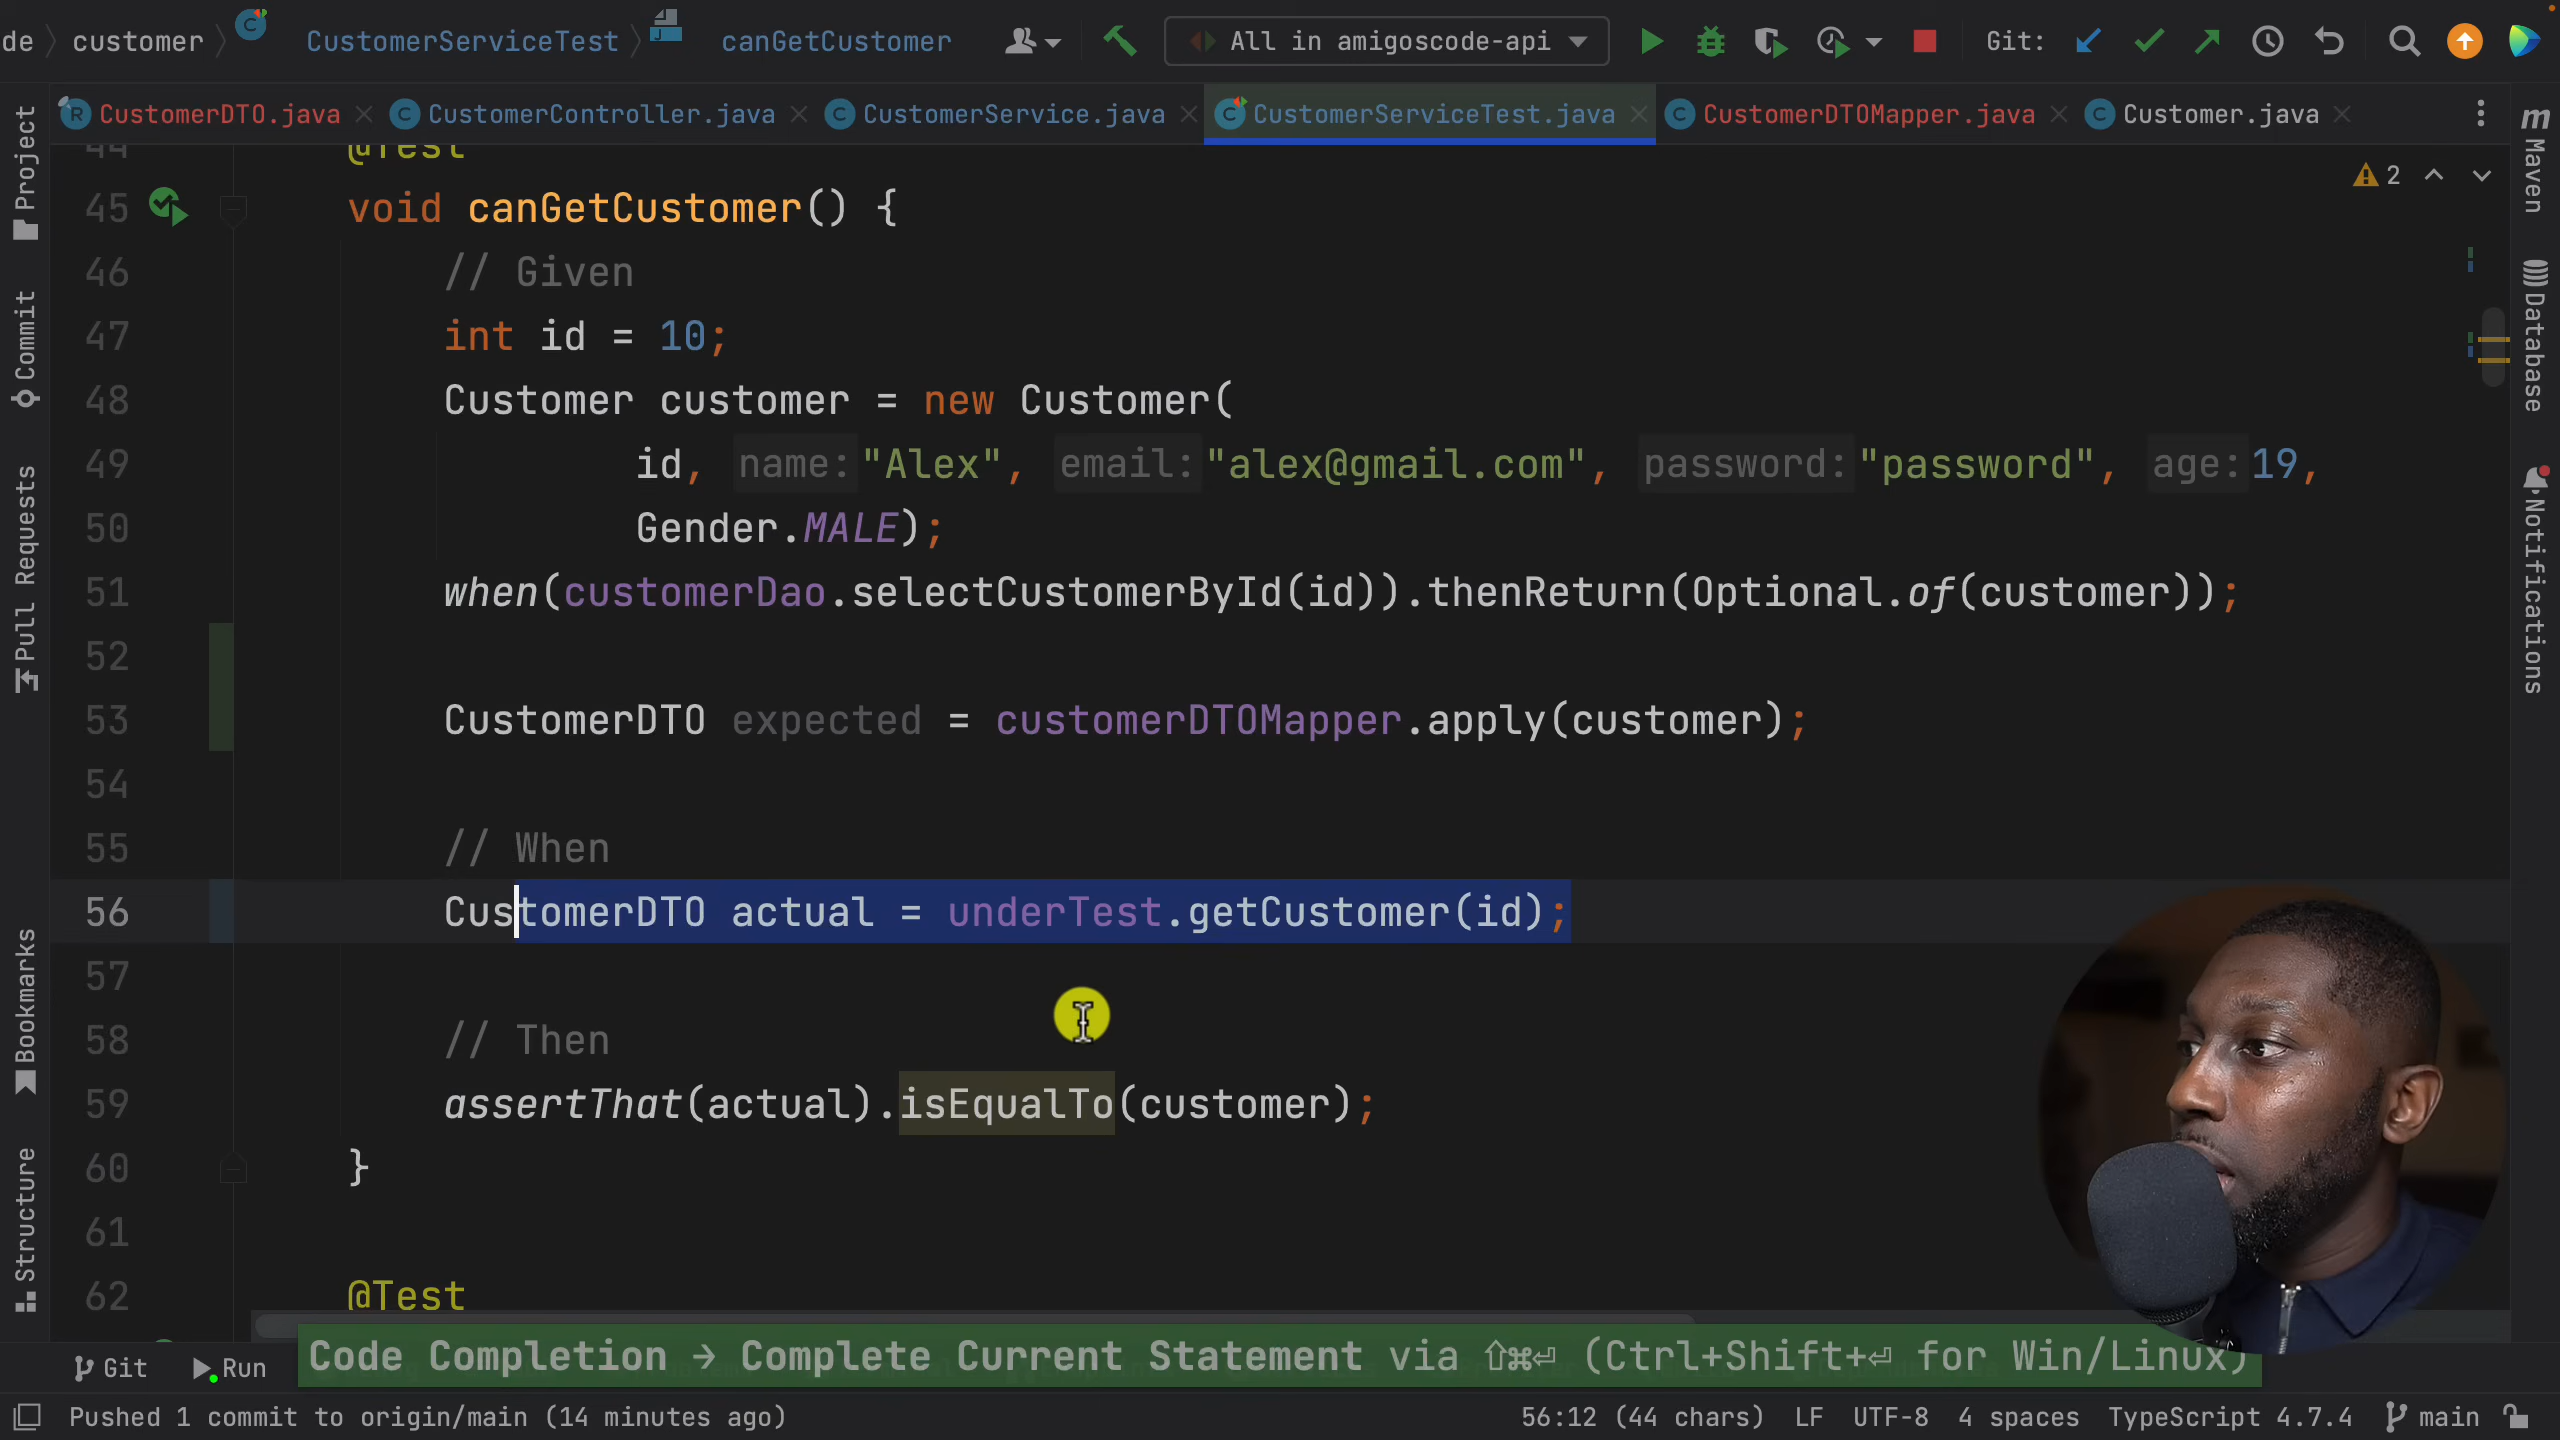 de
customer
CustomerServiceTest
canGetCustomer
All in amigoscode-api
Git:
CustomerDTO.java
CustomerController.java
CustomerService.java
CustomerServiceTest.java
CustomerDTOMapper.java
Customer.java
44 @Test
2
45 void canGetCustomer() {
46 // Given
47 int id = 10;
48 Customer customer = new Customer(
49 id, name: "Alex", email: "alex@gmail.com", password: "password", age: 19,
50 Gender.MALE);
51 when(customerDao.selectCustomerById(id)).thenReturn(Optional.of(customer));
52
53 CustomerDTO expected = customerDTOMapper.apply(customer);
54
55 // When
56 CustomerDTO actual = underTest.getCustomer(id);
57
58 // Then
59 assertThat(actual).isEqualTo(customer);
60 }
61
62 @Test
Project
Commit
Pull Requests
Bookmarks
Structure
m Maven
Database
Notifications
Git
Run
Code Completion → Complete Current Statement via ⇧⌘⏎ (Ctrl+Shift+⏎ for Win/Linux)
Pushed 1 commit to origin/main (14 minutes ago)
56:12 (44 chars) LF UTF-8 4 spaces TypeScript 4.7.4 main